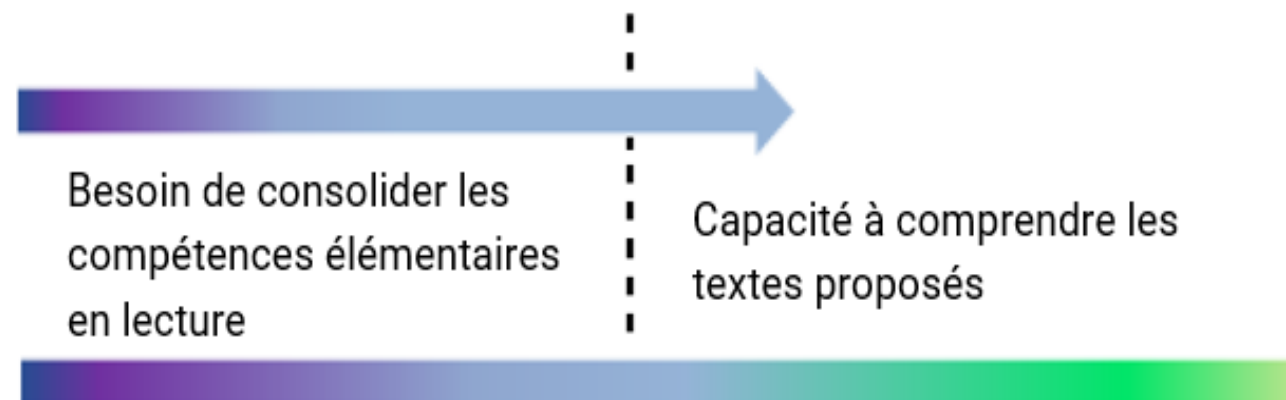 Besoin de consolider les
compétences élémentaires
en lecture
Capacité à comprendre les
textes proposés